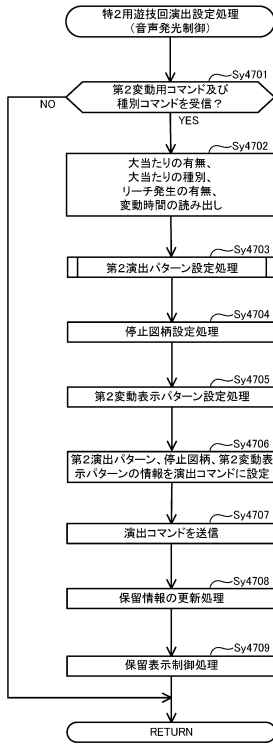 特2用遊技回演出設定処理
(音声発光制御)
Sy4701
第2変動用コマンド及び
種別コマンドを受信?
NO
YES
Sy4702
大当たりの有無、
大当たりの種別、
リーチ発生の有無、
変動時間の読み出し
Sy4703
第2演出パターン設定処理
Sy4704
停止図柄設定処理
Sy4705
第2変動表示パターン設定処理
Sy4706
第2演出パターン、停止図柄、第2変動表
示パターンの情報を演出コマンドに設定
Sy4707
演出コマンドを送信
Sy4708
保留情報の更新処理
Sy4709
保留表示制御処理
RETURN